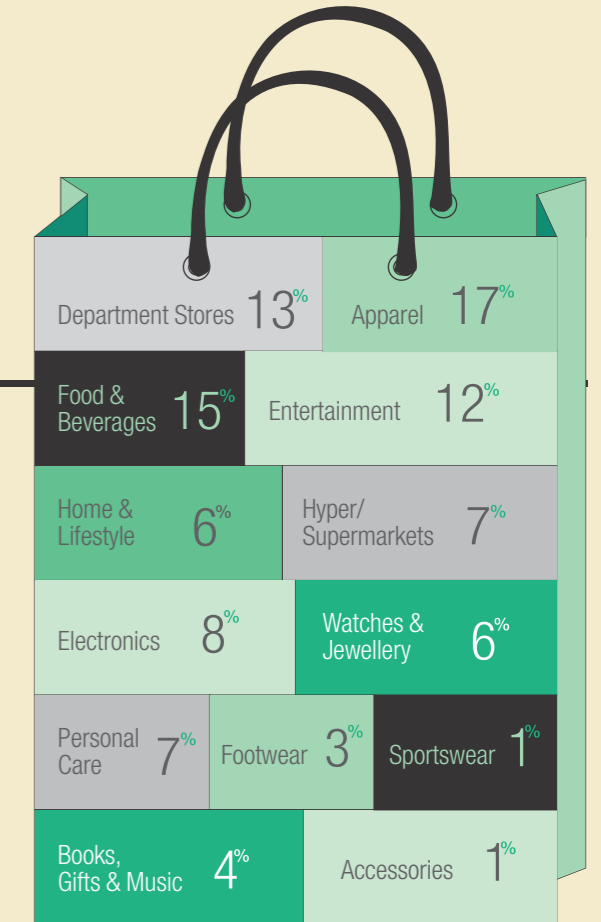 Department Stores 13%
Apparel 17%
Food &
Beverages 15%
Entertainment 12%
Home &
Lifestyle 6%
Hyper/
Supermarkets 7%
Electronics 8%
Watches &
Jewellery 6%
Personal
Care 7%
Footwear 3%
Sportswear 1%
Books,
Gifts & Music 4%
Accessories 1%